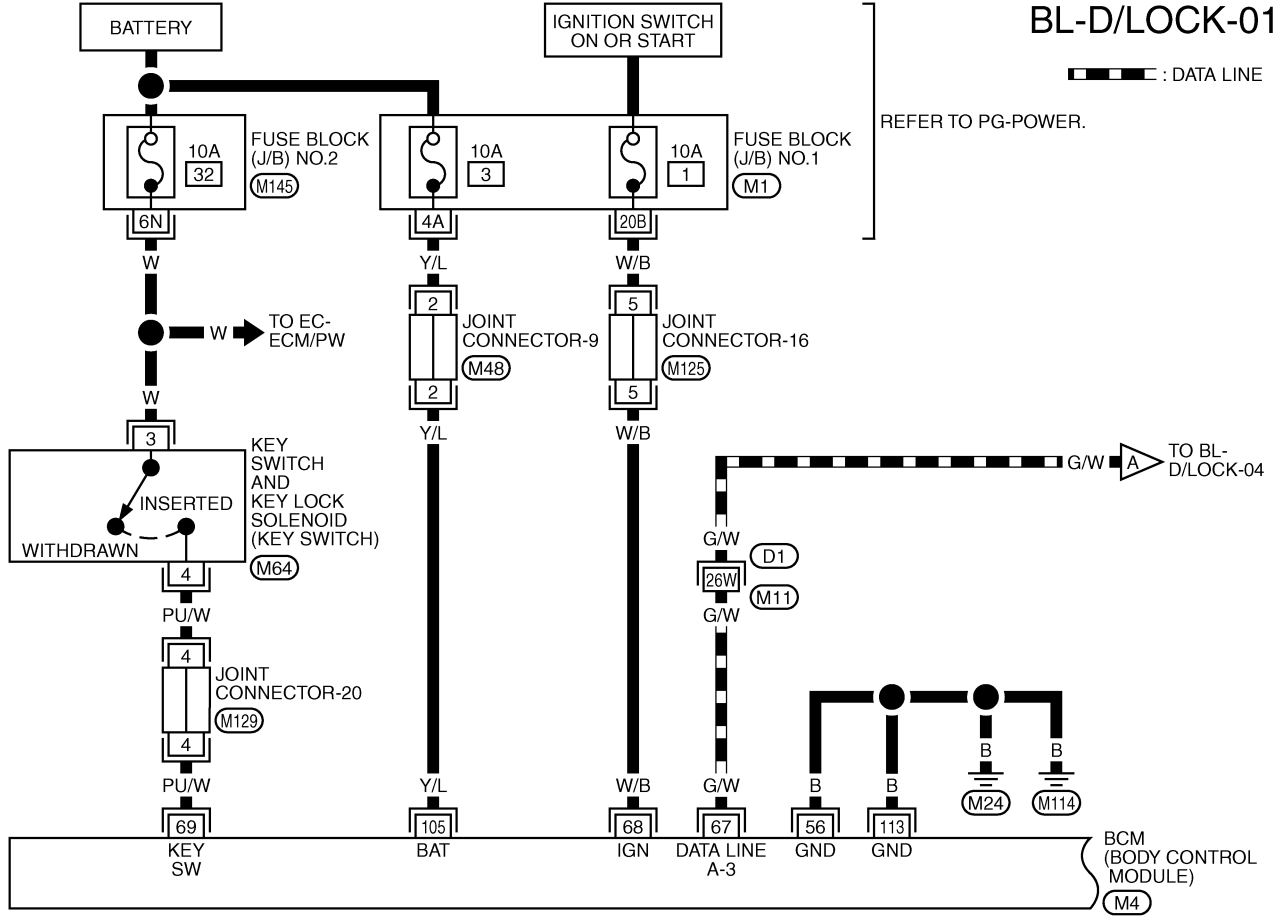 BL-D/LOCK-01
: DATA LINE
BATTERY
IGNITION SWITCH
ON OR START
REFER TO PG-POWER.
10A
32
FUSE BLOCK
(J/B) NO.2
M145
10A
3
10A
1
FUSE BLOCK
(J/B) NO.1
M1
6N
4A
20B
W
Y/L
W/B
2
5
W
TO EC-
ECM/PW
JOINT
CONNECTOR-9
M48
JOINT
CONNECTOR-16
M125
2
5
W
Y/L
W/B
3
KEY
SWITCH
AND
KEY LOCK
SOLENOID
(KEY SWITCH)
M64
INSERTED
WITHDRAWN
G/W
A
TO BL-
D/LOCK-04
G/W
D1
26W
M11
G/W
4
PU/W
4
JOINT
CONNECTOR-20
M129
4
PU/W
Y/L
W/B
G/W
B
B
B
B
M24
M114
69
105
68
67
56
113
KEY
SW
BAT
IGN
DATA LINE
A-3
GND
GND
BCM
(BODY CONTROL
MODULE)
M4